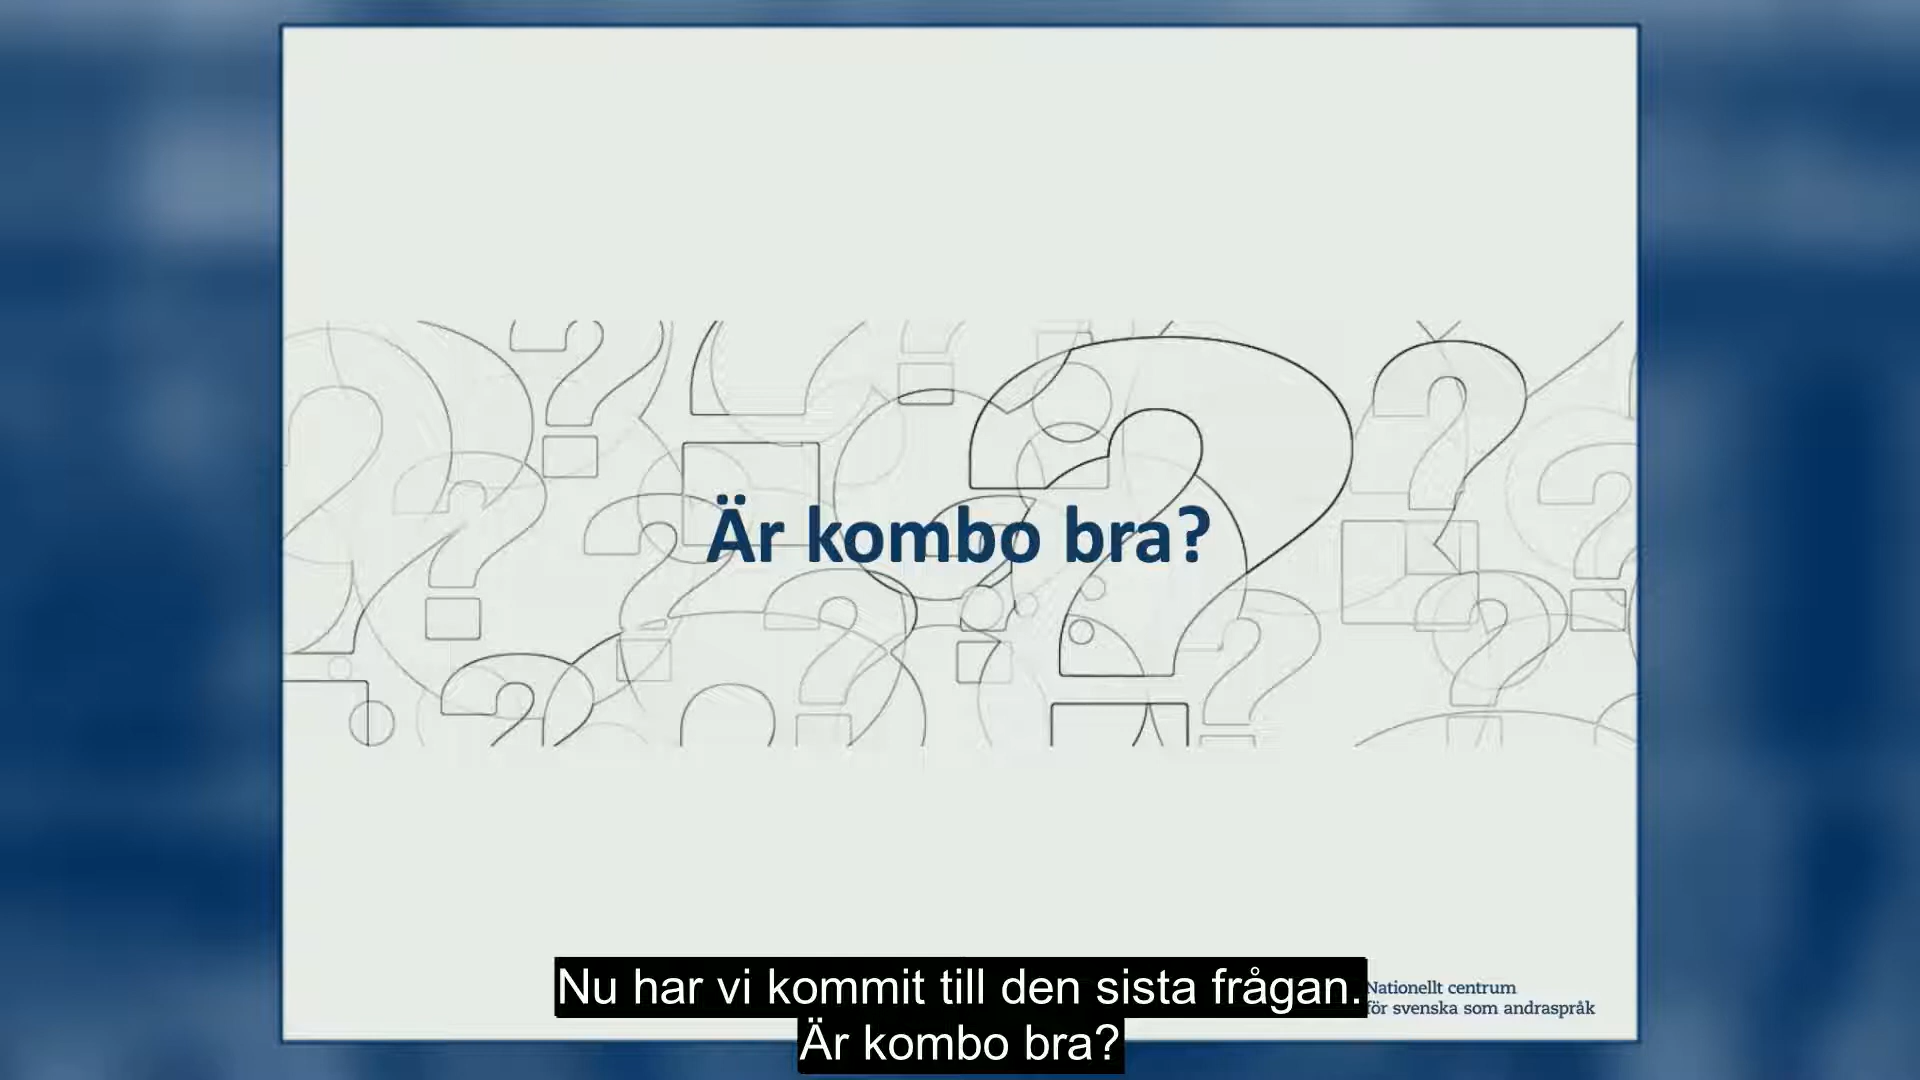 Är kombo bra?
Nationellt centrum
för svenska som andraspråk
Nu har vi kommit till den sista frågan.
Är kombo bra?